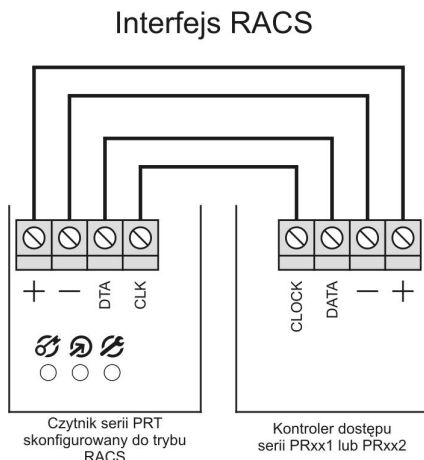 Interfejs RACS
+ — DTA CLK
CLOCK DATA — +
Czytnik serii PRT
skonfigurowany do trybu
RACS
Kontroler dostępu
serii PRxx1 lub PRxx2